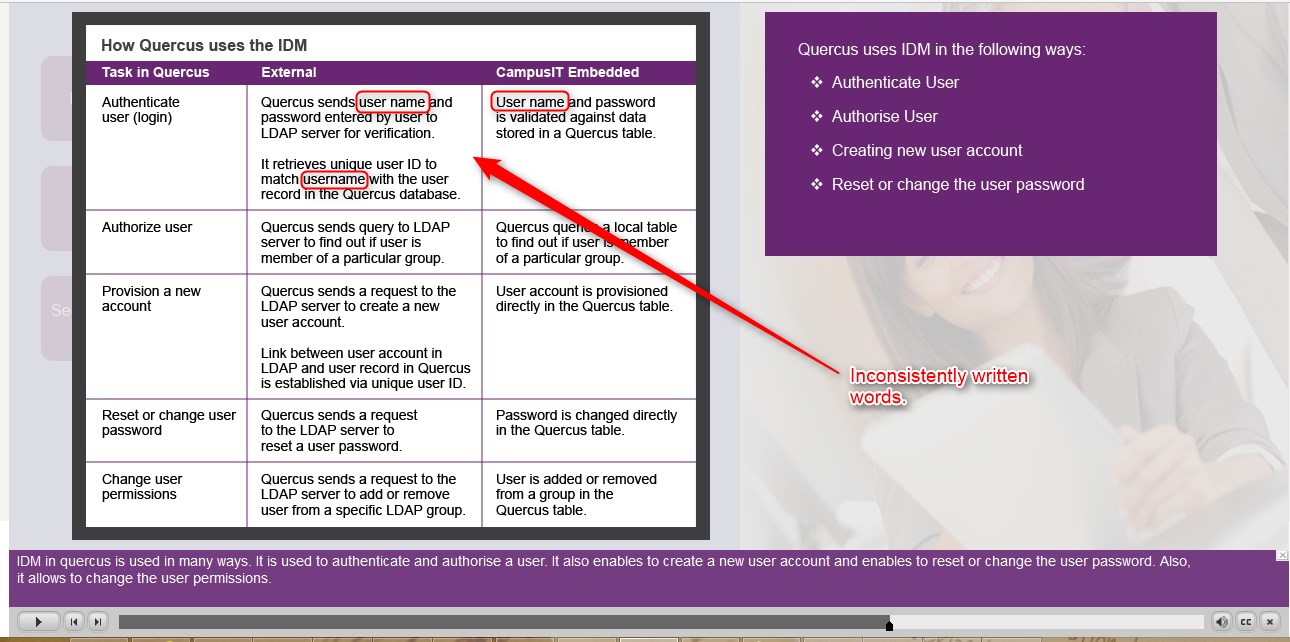 How Quercus uses the IDM
Task in Quercus External CampusIT Embedded
Authenticate
user (login)
Quercus sends user name and
password entered by user to
LDAP server for verification.
It retrieves unique user ID to
match username with the user
record in the Quercus database.
User name and password
is validated against data
stored in a Quercus table.
Authorize user
Quercus sends query to LDAP
server to find out if user is
member of a particular group.
Quercus queries a local table
to find out if user is member
of a particular group.
Provision a new
account
Quercus sends a request to the
LDAP server to create a new
user account.
Link between user account in
LDAP and user record in Quercus
is established via unique user ID.
User account is provisioned
directly in the Quercus table.
Reset or change user
password
Quercus sends a request
to the LDAP server to
reset a user password.
Password is changed directly
in the Quercus table.
Change user
permissions
Quercus sends a request to the
LDAP server to add or remove
user from a specific LDAP group.
User is added or removed
from a group in the
Quercus table.
Quercus uses IDM in the following ways:
❖ Authenticate User
❖ Authorise User
❖ Creating new user account
❖ Reset or change the user password
Inconsistently written
words.
Se
IDM in quercus is used in many ways. It is used to authenticate and authorise a user. It also enables to create a new user account and enables to reset or change the user password. Also,
it allows to change the user permissions.
CC